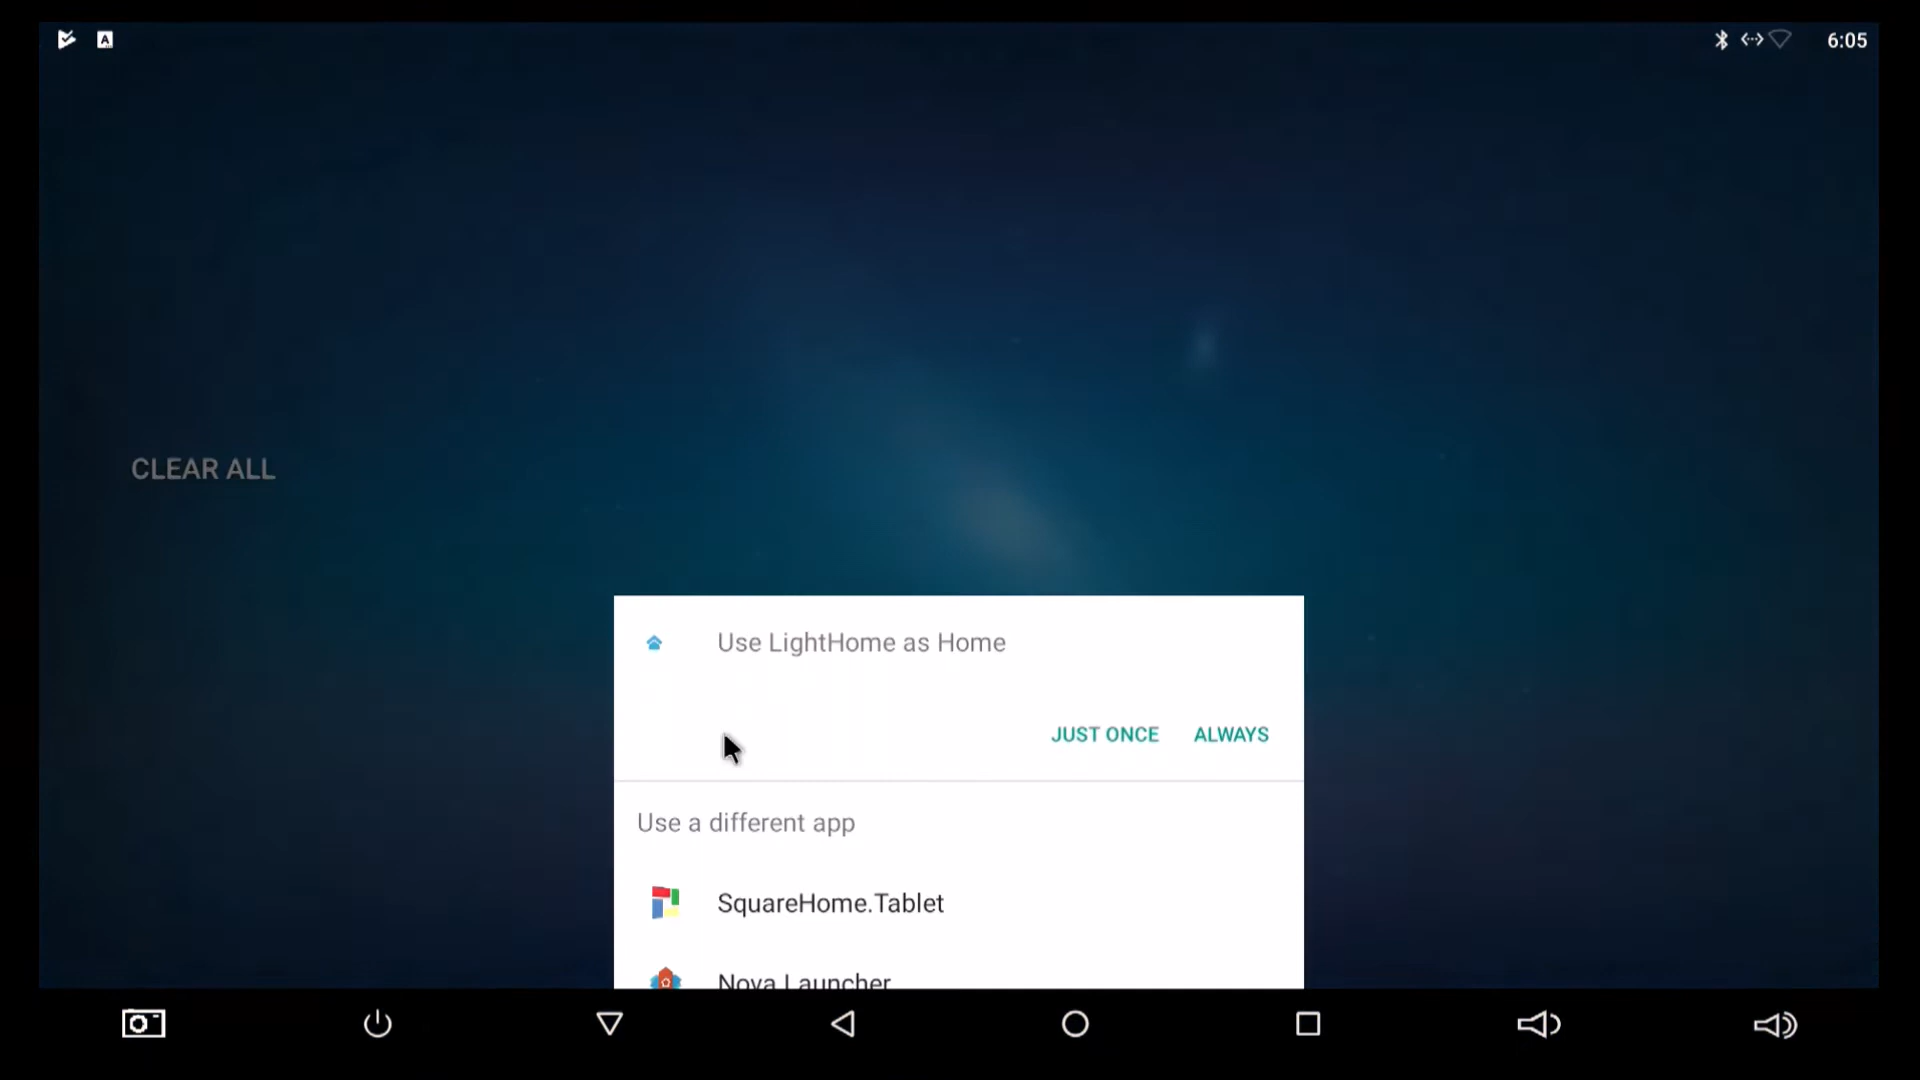 A
6:05
CLEAR ALL
Use LightHome as Home
JUST ONCE
ALWAYS
Use a different app
SquareHome.Tablet
Nova Launcher